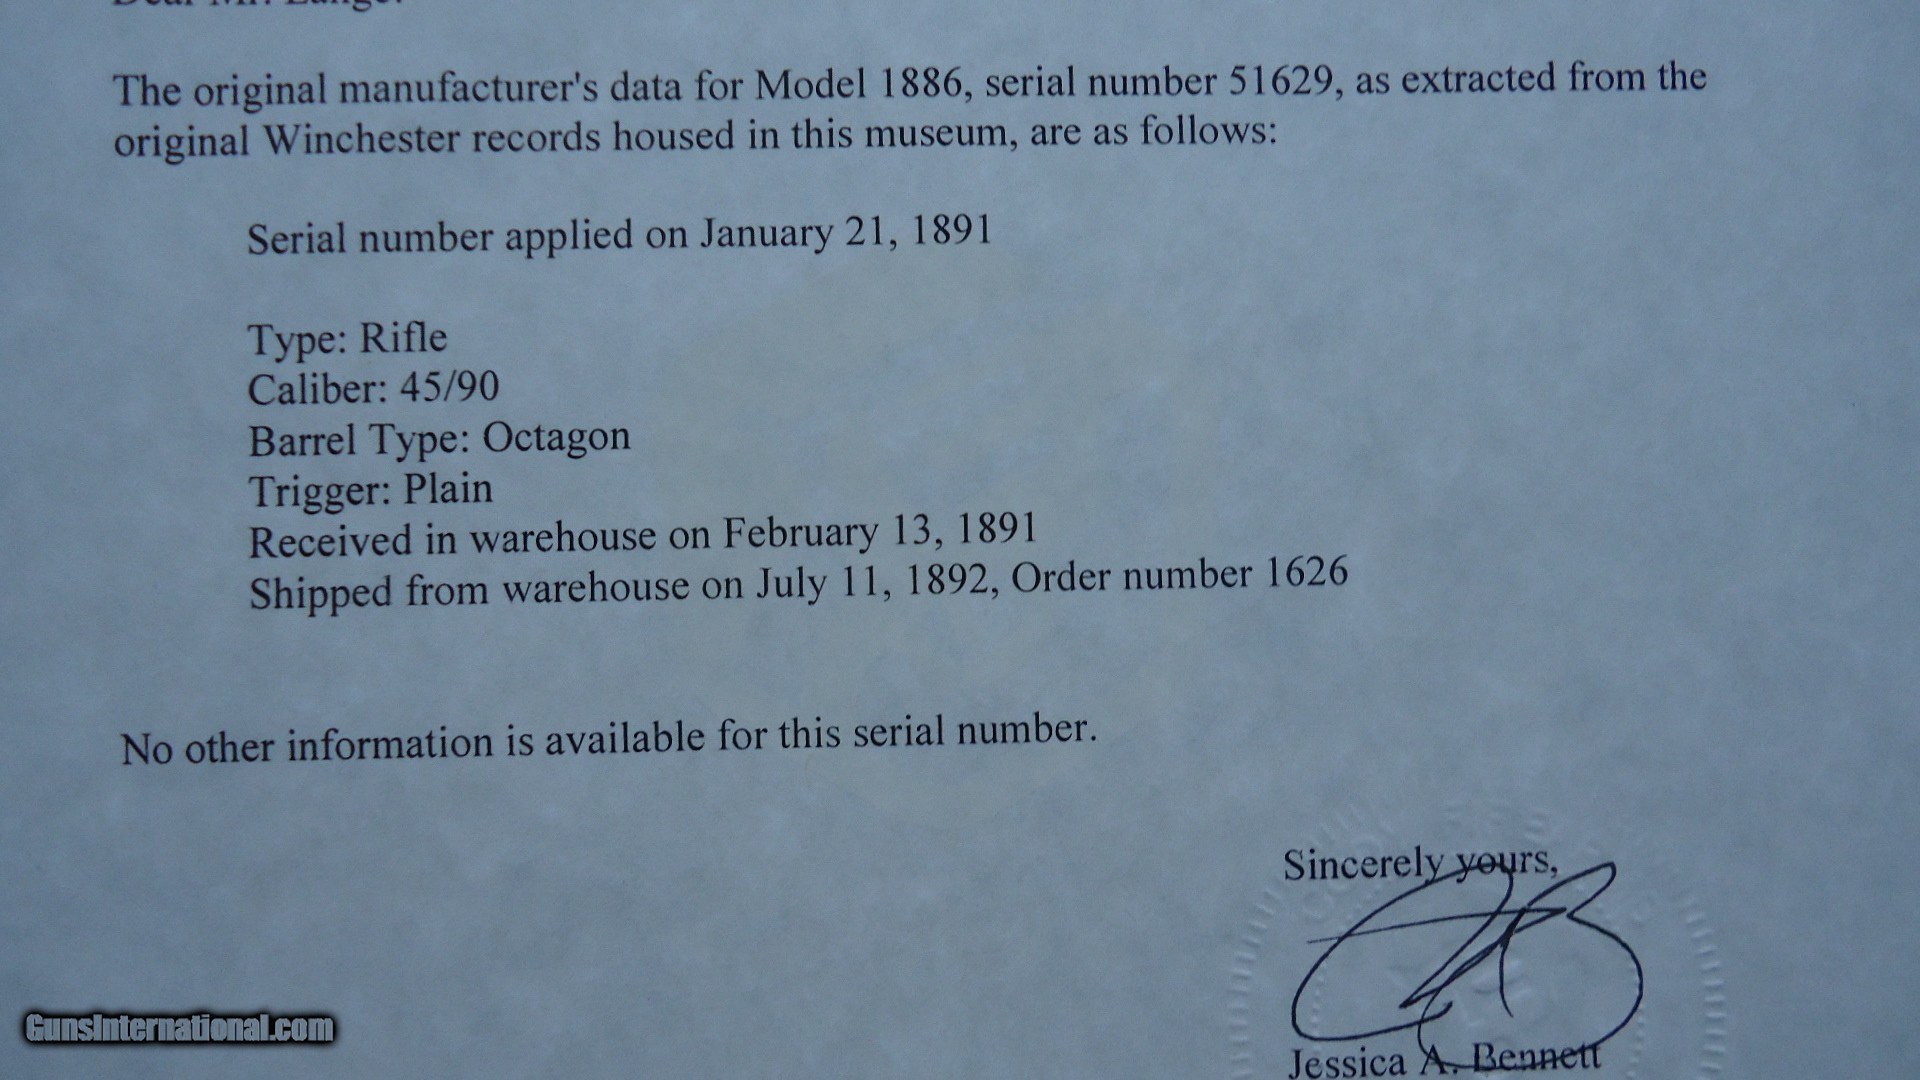 Dear Mr. Lange:
The original manufacturer's data for Model 1886, serial number 51629, as extracted from the
original Winchester records housed in this museum, are as follows:
Serial number applied on January 21, 1891
Type: Rifle
Caliber: 45/90
Barrel Type: Octagon
Trigger: Plain
Received in warehouse on February 13, 1891
Shipped from warehouse on July 11, 1892, Order number 1626
No other information is available for this serial number.
Sincerely yours,
Jessica A. Bennett
GunsInternational.com